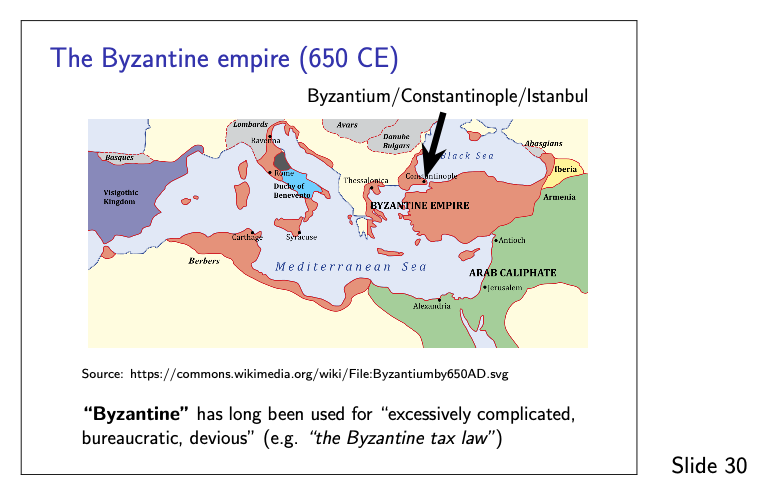 The Byzantine empire (650 CE)
Byzantium/Constantinople/Istanbul
Lombards
Avars
Ravenna
Danube
Bulgars
Abasgians
Basques
Black Sea
Rome
Iberia
Thessalonica
Constantinople
Visigothic
Kingdom
Duchy of
Benevento
Armenia
BYZANTINE EMPIRE
Carthage
Syracuse
Antioch
Berbers
Mediterranean Sea
ARAB CALIPHATE
Jerusalem
Alexandria
Source: https://commons.wikimedia.org/wiki/File:Byzantiumby650AD.svg
“Byzantine” has long been used for “excessively complicated,
bureaucratic, devious” (e.g. “the Byzantine tax law”)
Slide 30